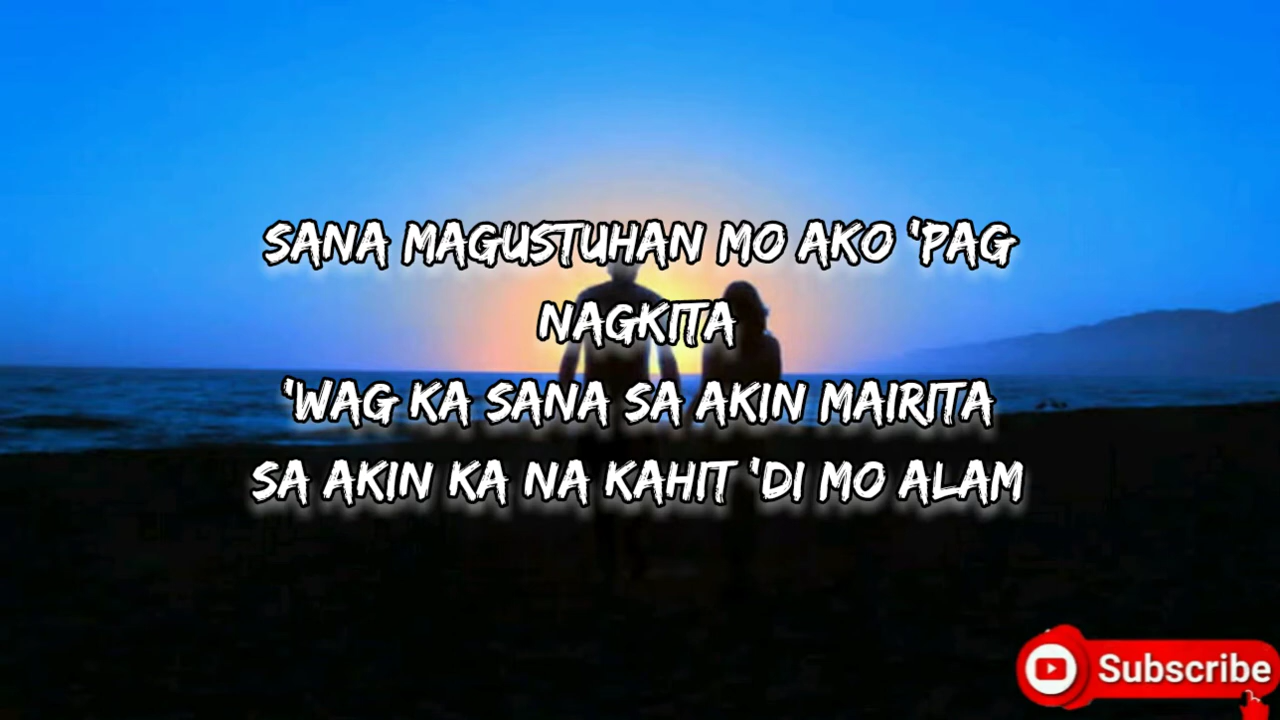 SANA MAGUSTUHAN MO AKO 'PAG
NAGKITA
'WAG KA SANA SA AKIN MAIRITA
SA AKIN KA NA KAHIT 'DI MO ALAM
Subscribe